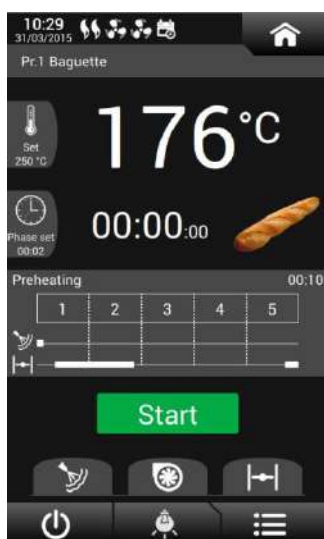 10:29
31/03/2015
Pr.1 Baguette
Set
250 °C
176°C
Phase set
00:02
00:00:00
Preheating
00:10
1 2 3 4 5
Start